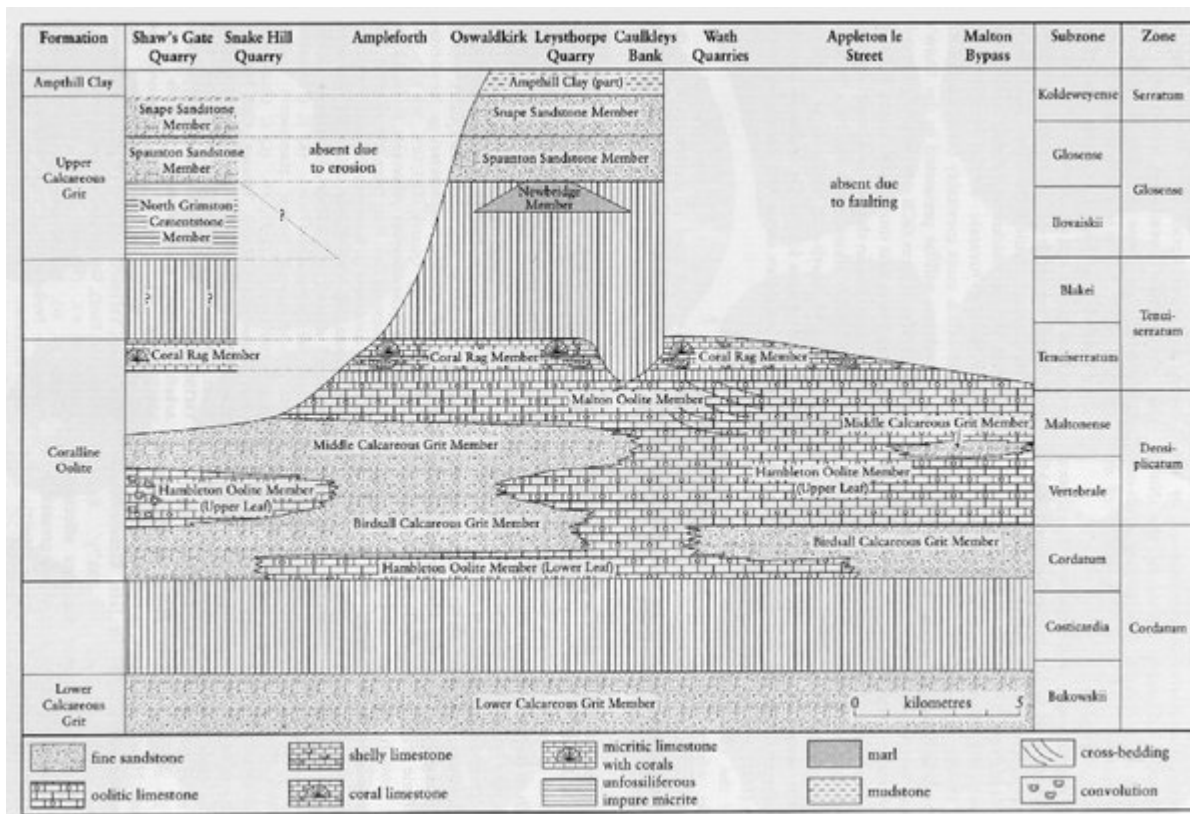 Formation
Shaw's Gate
Quarry
Snake Hill
Quarry
Ampleforth
Oswaldkirk
Leysthorpe
Quarry
Caulkleys
Bank
Wath
Quarries
Appleton le
Street
Malton
Bypass
Subzone
Zone
Ampthill Clay
Ampthill Clay (part)
Koldeweyense
Serratum
Upper
Calcareous
Grit
Snape Sandstone
Member
Snape Sandstone Member
Spaunton Sandstone
Member
absent due
to erosion
Spaunton Sandstone Member
Glosense
absent due
to faulting
Newbridge
Member
Glosense
North Grimston
Cementstone
Member
?
Ilovaiskii
? ?
Blakei
Tenui-
serratum
Coral Rag Member
Coral Rag Member
Coral Rag Member
Tenuiserratum
Malton Oolite Member
Coralline
Oolite
Middle Calcareous Grit Member
Middle Calcareous Grit Member
Maltosense
Densi-
plicatum
Hambleton Oolite Member
(Upper Leaf)
Hambleton Oolite Member
(Upper Leaf)
Vertebrale
Birdsall Calcareous Grit Member
Birdsall Calcareous Grit Member
Hambleton Oolite Member (Lower Leaf)
Cordatum
Costicardia
Cordatum
Lower
Calcareous
Grit
Lower Calcareous Grit Member
0 kilometres 5
Bukowskii
fine sandstone
shelly limestone
micritic limestone
with corals
marl
cross-bedding
oolitic limestone
coral limestone
unfossiliferous
impure micrite
mudstone
convolution